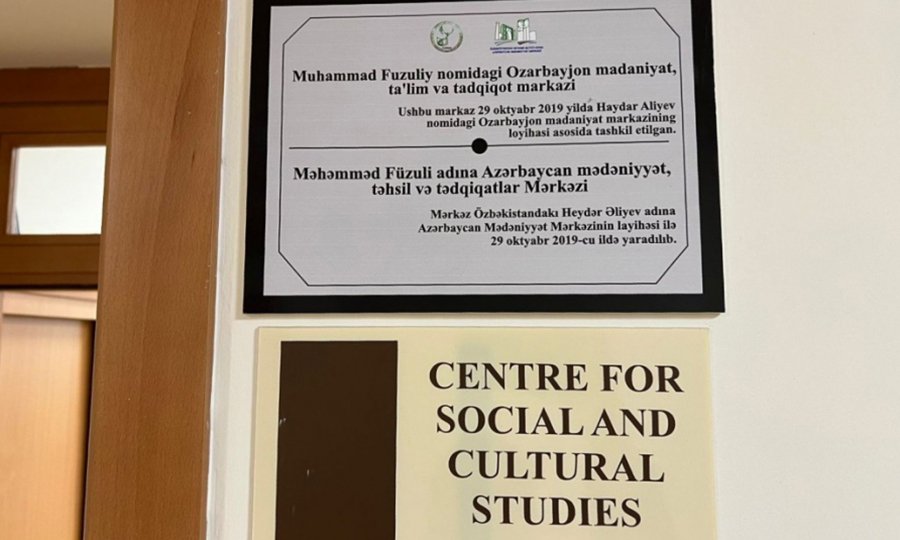 Muhammad Fuzuliy nomidagi Ozarbayjon madaniyat,
ta'lim va tadqiqot markazi
Ushbu markaz 29 oktyabr 2019 yilda Haydar Aliyev
nomidagi Ozarbayjon madaniyat markazining
loyihasi asosida tashkil etilgan.
Məhəmməd Füzuli adına Azərbaycan mədəniyyət,
təhsil və tədqiqatlar Mərkəzi
Mərkəz Özbəkistandakı Heydər Əliyev adına
Azərbaycan Mədəniyyət Mərkəzinin layihəsi ilə
29 oktyabr 2019-cu ildə yaradılıb.
CENTRE FOR
SOCIAL AND
CULTURAL
STUDIES